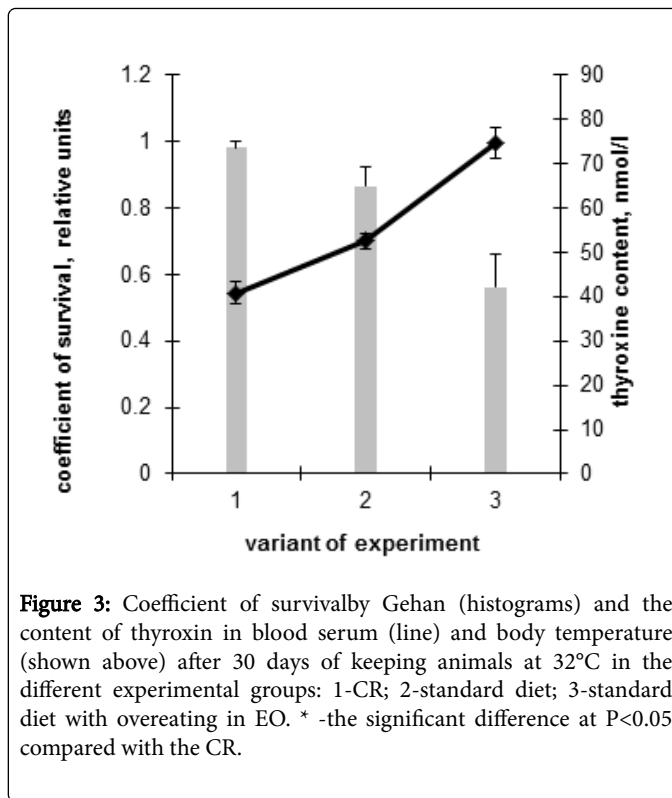 coefficient of survival, relative units
1.2
1
0.8
0.6
0.4
0.2
0
90
80
70
60
50
40
30
20
10
0
thyroxine content, nmol/l
1 2 3
variant of experiment
Figure 3: Coefficient of survivalby Gehan (histograms) and the
content of thyroxin in blood serum (line) and body temperature
(shown above) after 30 days of keeping animals at 32°C in the
different experimental groups: 1-CR; 2-standard diet; 3-standard
diet with overeating in EO. * -the significant difference at P<0.05
compared with the CR.